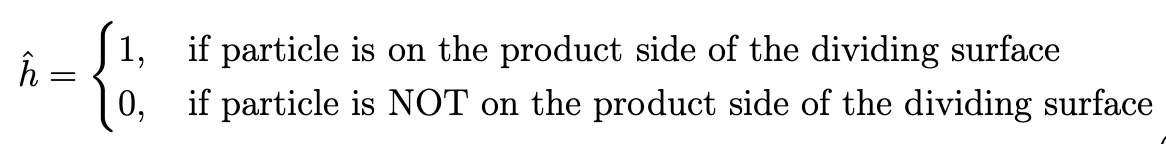 ĥ = { 1, if particle is on the product side of the dividing surface
0, if particle is NOT on the product side of the dividing surface